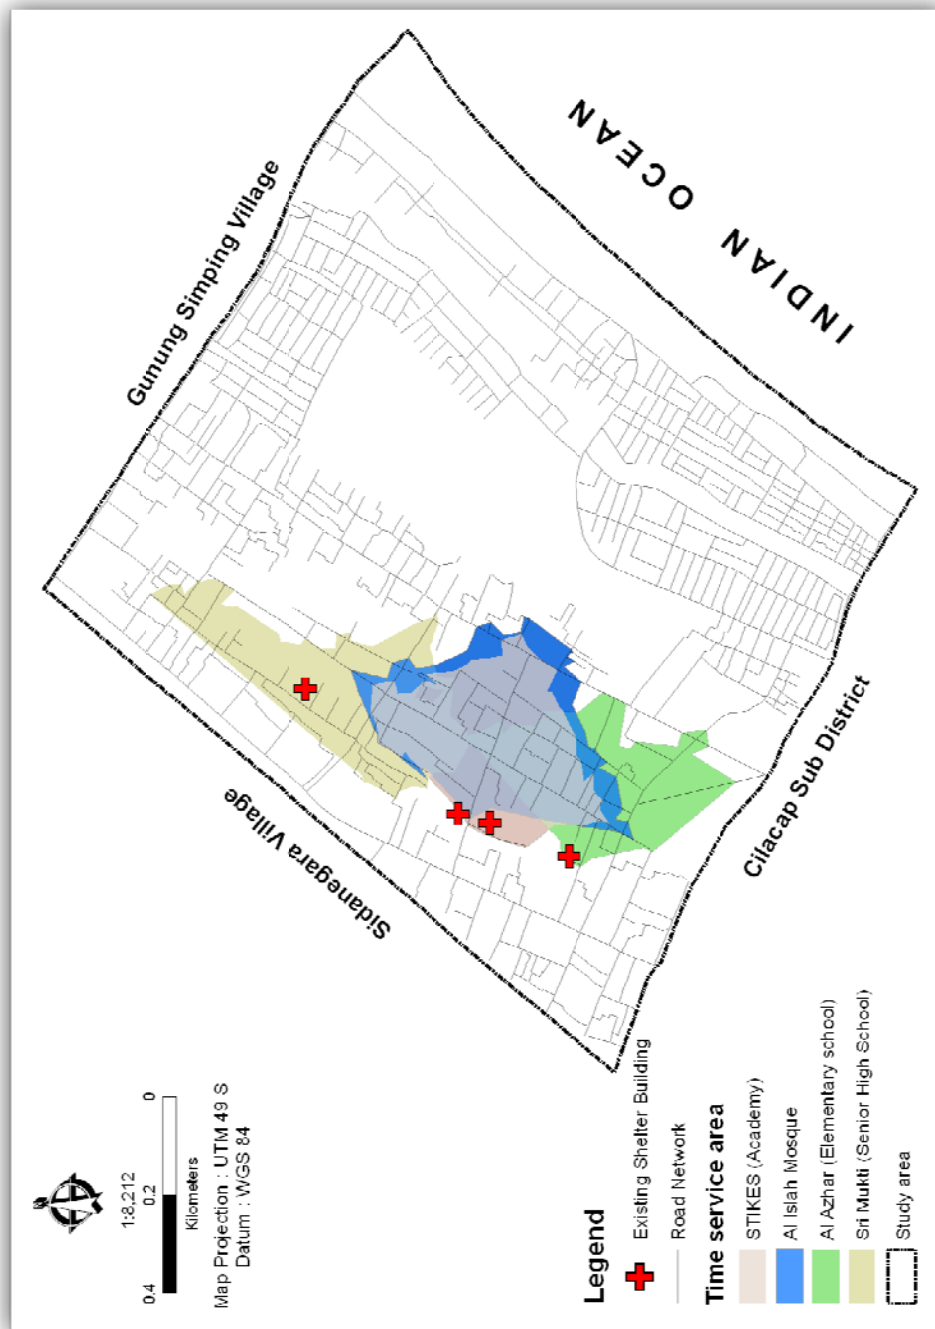 INDIAN OCEAN
Gunung Simping Village
Sidanegara Village
Cilacap Sub District
1:8,212
0.4 0.2 0
Kilometers
Map Projection : UTM 49 S
Datum : WGS 84
Legend
Existing Shelter Building
Road Network
Time service area
STIKES (Academy)
Al Islah Mosque
Al Azhar (Elementary school)
Sri Mukti (Senior High School)
Study area